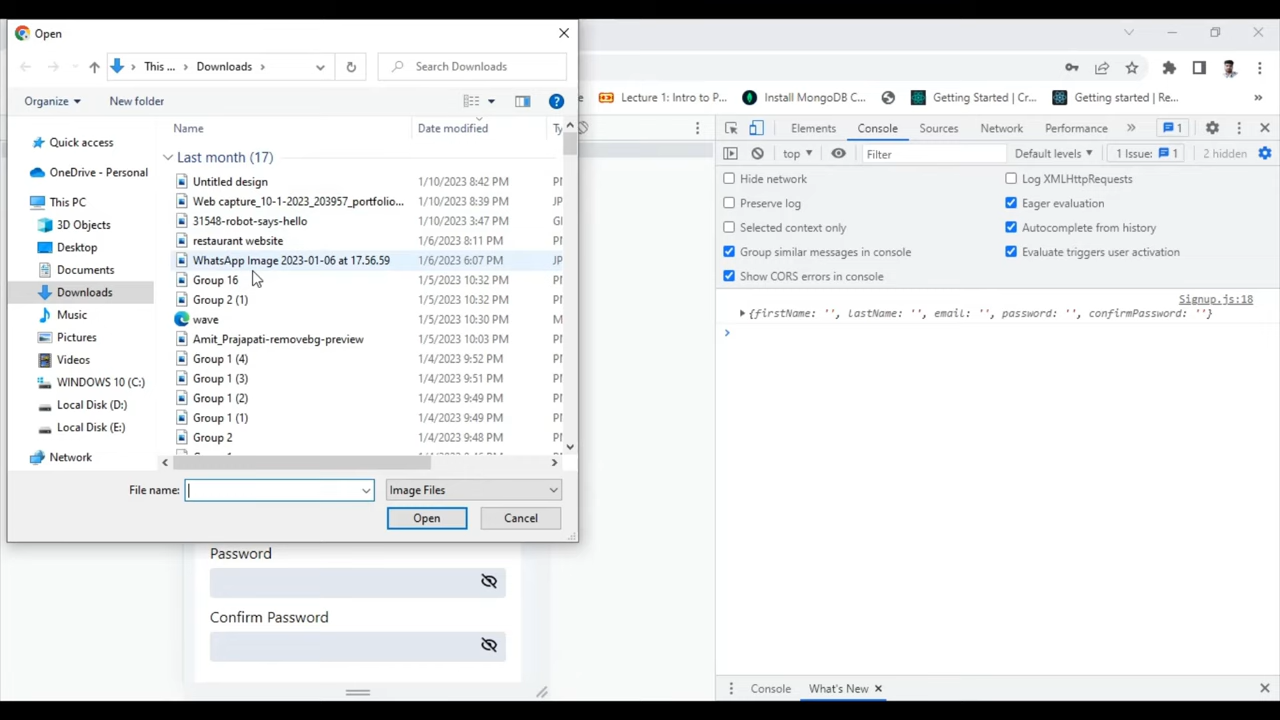 Open
This ... > Downloads >
Search Downloads
Organize
New folder
Name
Date modified
Ty
Quick access
OneDrive - Personal
This PC
3D Objects
Desktop
Documents
Downloads
Music
Pictures
Videos
WINDOWS 10 (C:)
Local Disk (D:)
Local Disk (E:)
Network
Last month (17)
Untitled design 1/10/2023 8:42 PM
Web capture_10-1-2023_203957_portfolio... 1/10/2023 8:39 PM JP
31548-robot-says-hello 1/10/2023 3:47 PM
restaurant website 1/6/2023 8:11 PM
WhatsApp Image 2023-01-06 at 17.56.59 1/6/2023 6:07 PM JP
Group 16 1/5/2023 10:32 PM
Group 2 (1) 1/5/2023 10:32 PM
wave 1/5/2023 10:30 PM
Amit_Prajapati-removebg-preview 1/5/2023 10:03 PM
Group 1 (4) 1/4/2023 9:52 PM
Group 1 (3) 1/4/2023 9:51 PM
Group 1 (2) 1/4/2023 9:49 PM
Group 1 (1) 1/4/2023 9:49 PM
Group 2 1/4/2023 9:48 PM
File name:
Image Files
Open
Cancel
Password
Confirm Password
Lecture 1: Intro to P...
Install MongoDB C...
Getting Started | Cr...
Getting started | Re...
Elements
Console
Sources
Network
Performance
1
top
Filter
Default levels
1 Issue: 1
2 hidden
Hide network
Log XMLHttpRequests
Preserve log
Eager evaluation
Selected context only
Autocomplete from history
Group similar messages in console
Evaluate triggers user activation
Show CORS errors in console
Signup.js:18
{firstName: '', lastName: '', email: '', password: '', confirmPassword: ''}
Console
What's New